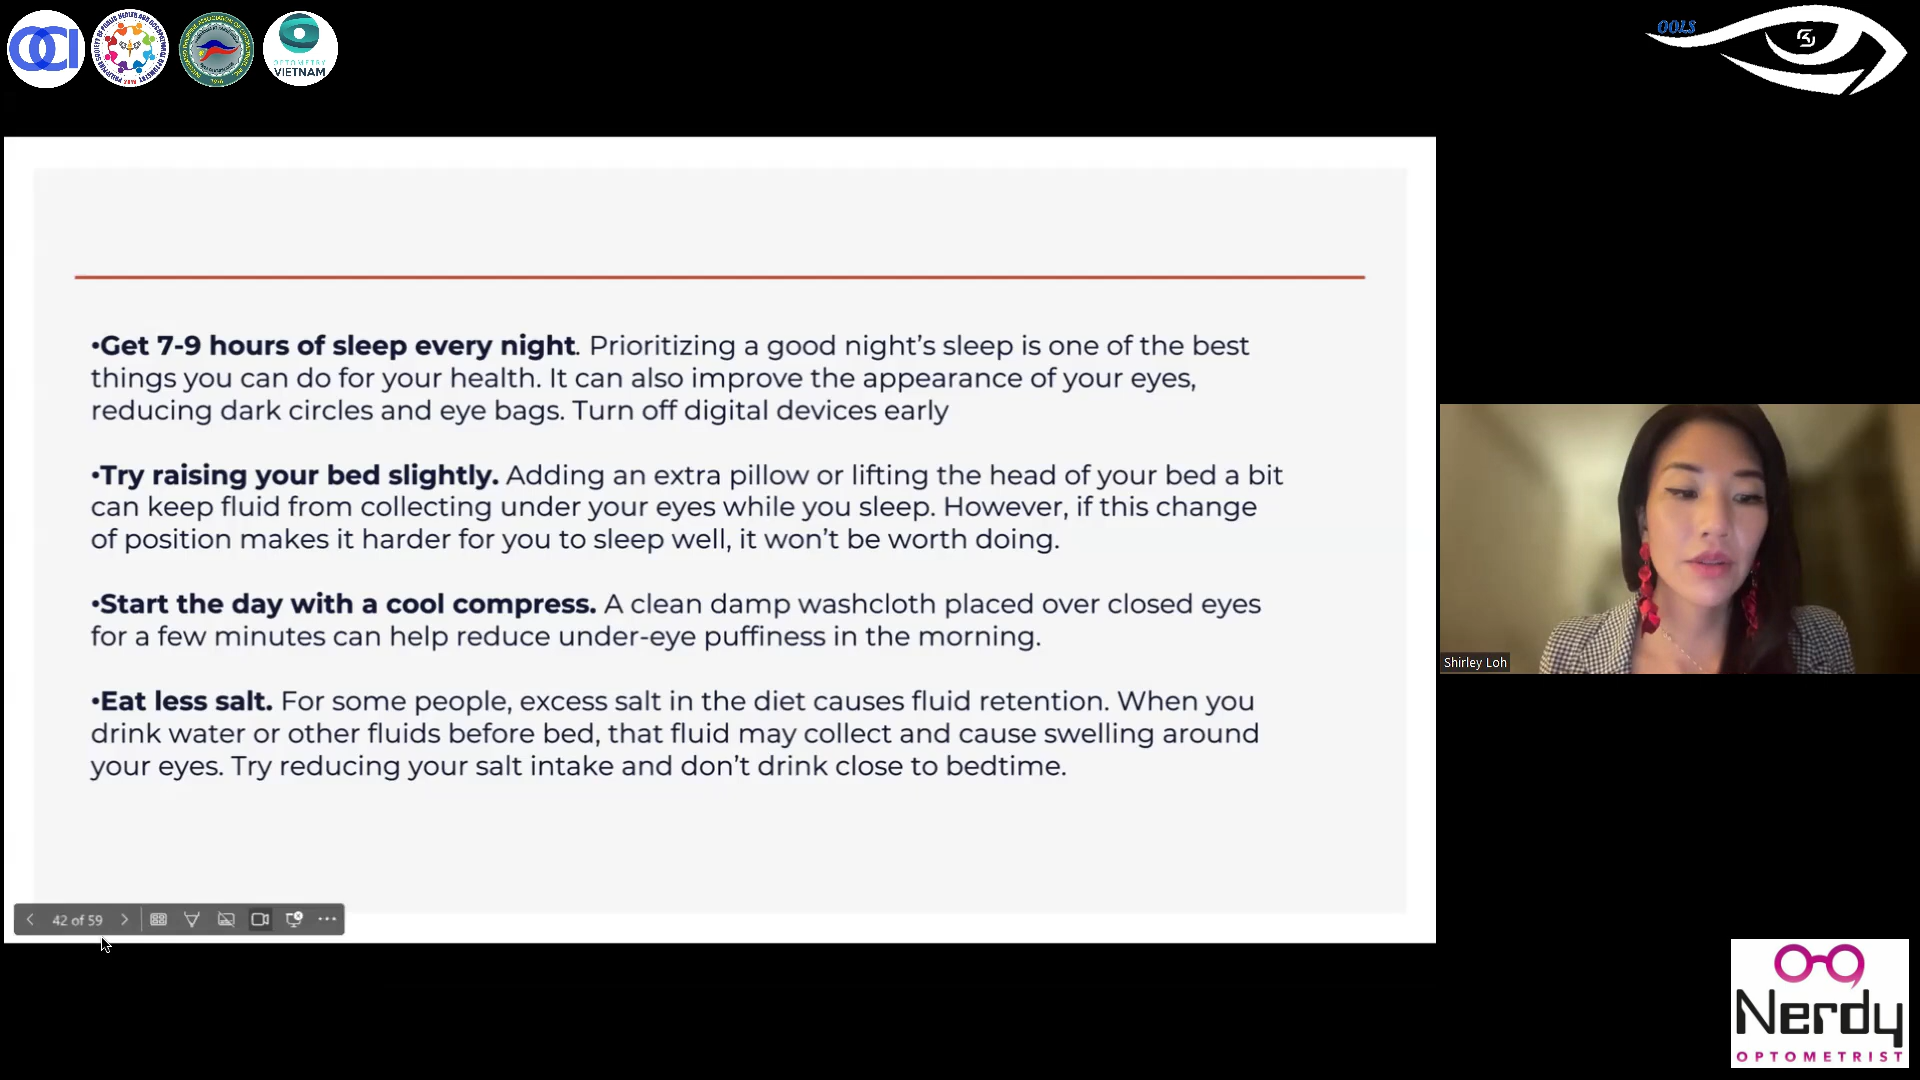 OCI
OPTOMETRY
VIETNAM
OOLS
•Get 7-9 hours of sleep every night. Prioritizing a good night’s sleep is one of the best
things you can do for your health. It can also improve the appearance of your eyes,
reducing dark circles and eye bags. Turn off digital devices early
•Try raising your bed slightly. Adding an extra pillow or lifting the head of your bed a bit
can keep fluid from collecting under your eyes while you sleep. However, if this change
of position makes it harder for you to sleep well, it won’t be worth doing.
•Start the day with a cool compress. A clean damp washcloth placed over closed eyes
for a few minutes can help reduce under-eye puffiness in the morning.
•Eat less salt. For some people, excess salt in the diet causes fluid retention. When you
drink water or other fluids before bed, that fluid may collect and cause swelling around
your eyes. Try reducing your salt intake and don’t drink close to bedtime.
Shirley Loh
42 of 59
Nerdy
OPTOMETRIST